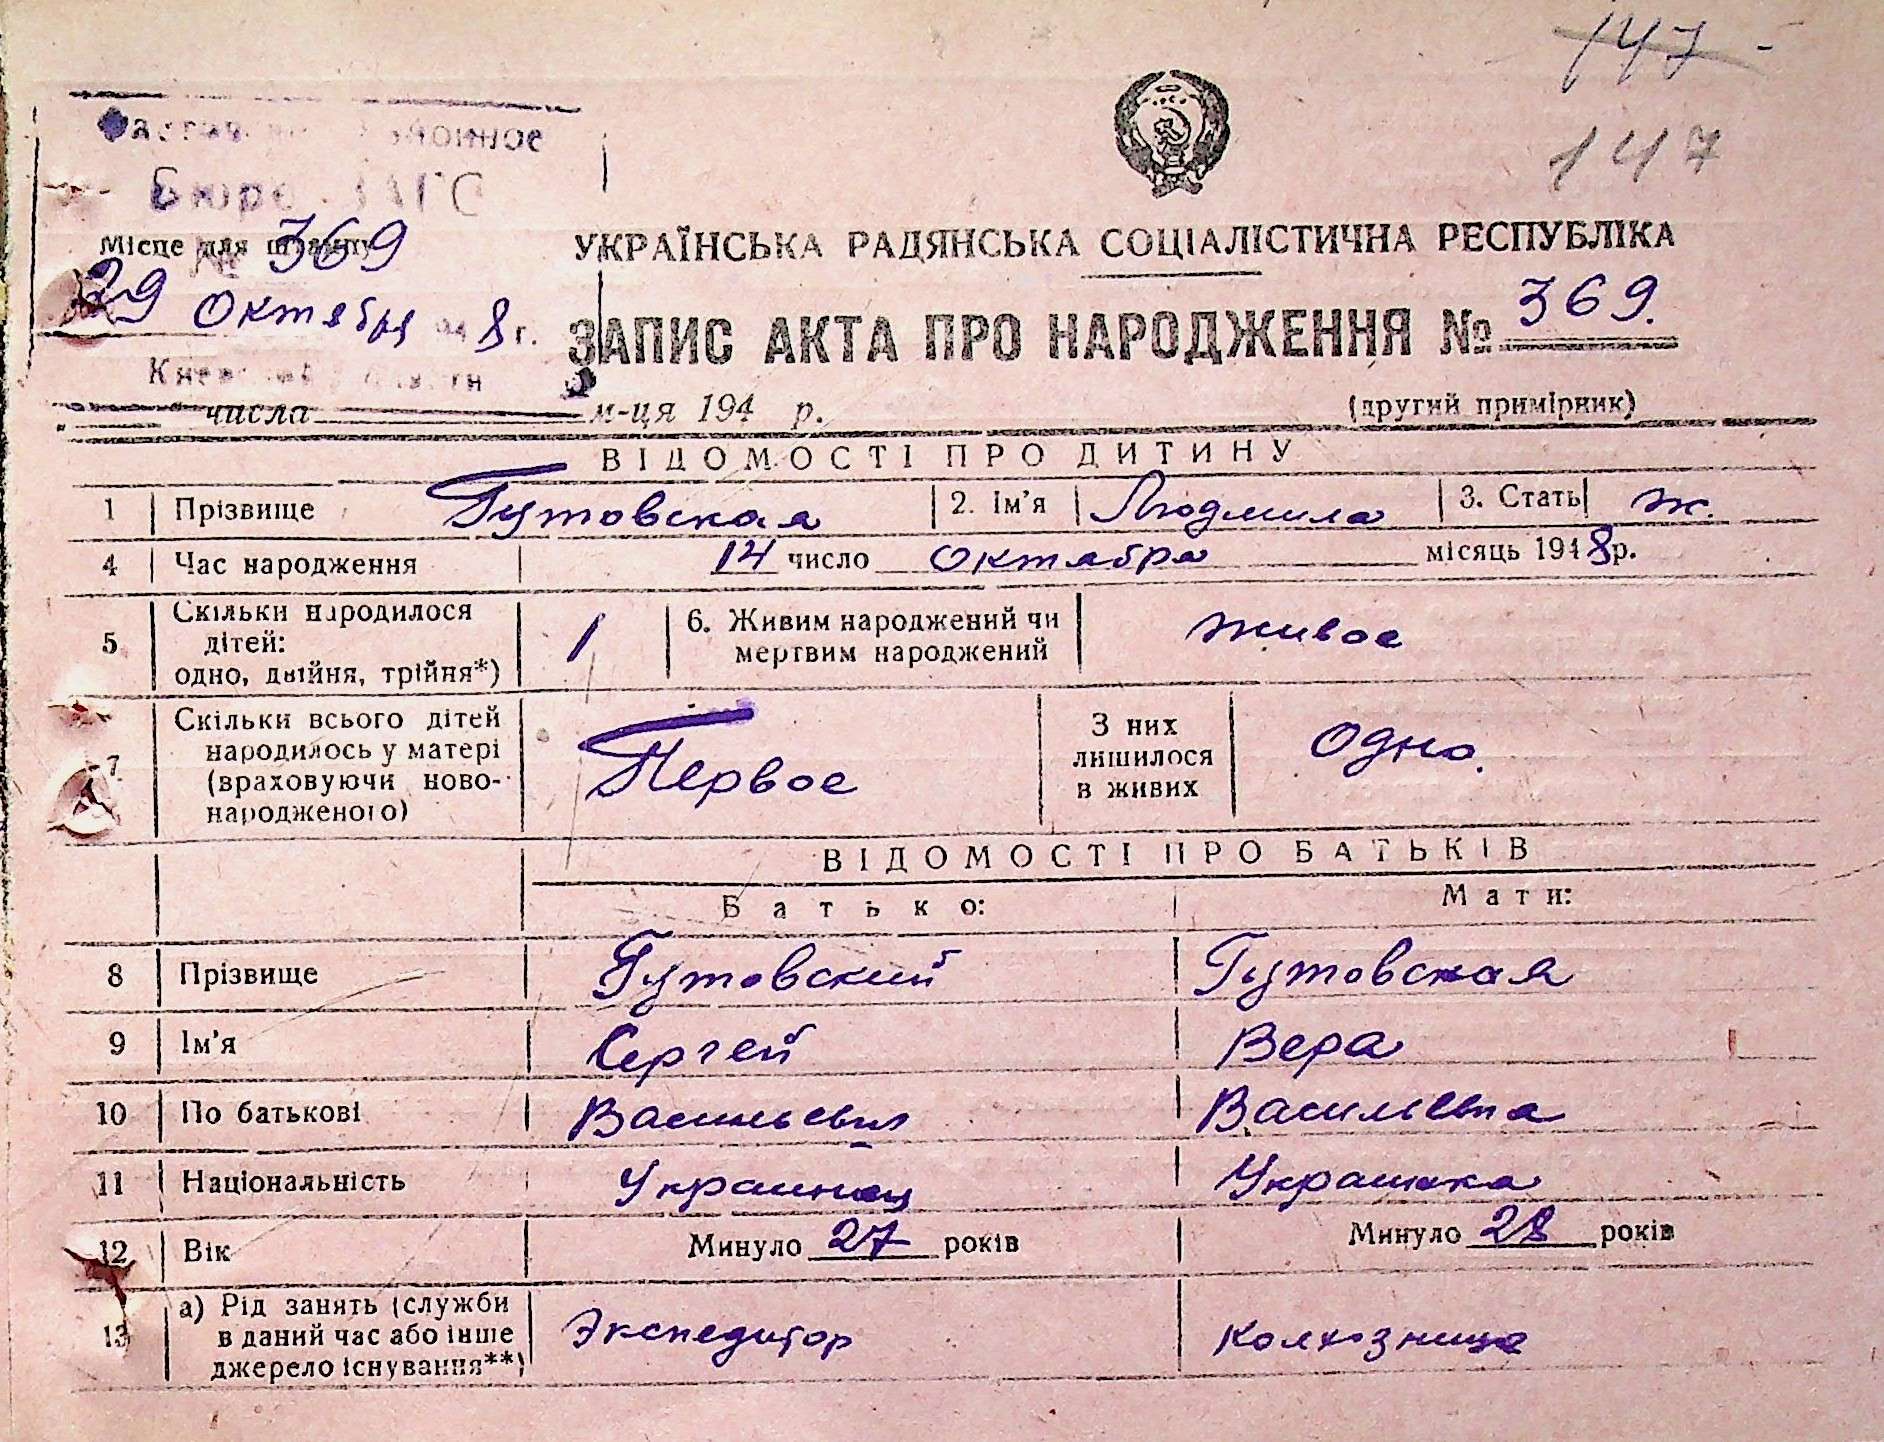 147 -
147
Бюро ЗАГС
Місце для штампу
№ 369
29 Октября 8 г.
УКРАЇНСЬКА РАДЯНСЬКА СОЦІАЛІСТИЧНА РЕСПУБЛІКА
ЗАПИС АКТА ПРО НАРОДЖЕННЯ № 369.
числа м-ця 194 р.
(другий примірник)
ВІДОМОСТІ ПРО ДИТИНУ
1 Прізвище Гутовская 2. Ім'я Людмила 3. Стать ж.
4 Час народження 14 число Октября місяць 1948р.
5 Скільки народилося
дітей:
одно, двійня, трійня*)
1
6. Живим народжений чи
мертвим народжений
живое
7 Скільки всього дітей
народилось у матері
(враховуючи ново-
народженого)
Первое
З них
лишилося
в живих
Одно.
ВІДОМОСТІ ПРО БАТЬКІВ
Батько: Мати:
8 Прізвище Гутовский Гутовская
9 Ім'я Сергей Вера
10 По батькові Васильевич Васильевна
11 Національність Украинец Украинка
12 Вік Минуло 27 років Минуло 28 років
13 а) Рід занять (служби
в даний час або інше
джерело існування**)
Экспедитор колхозница